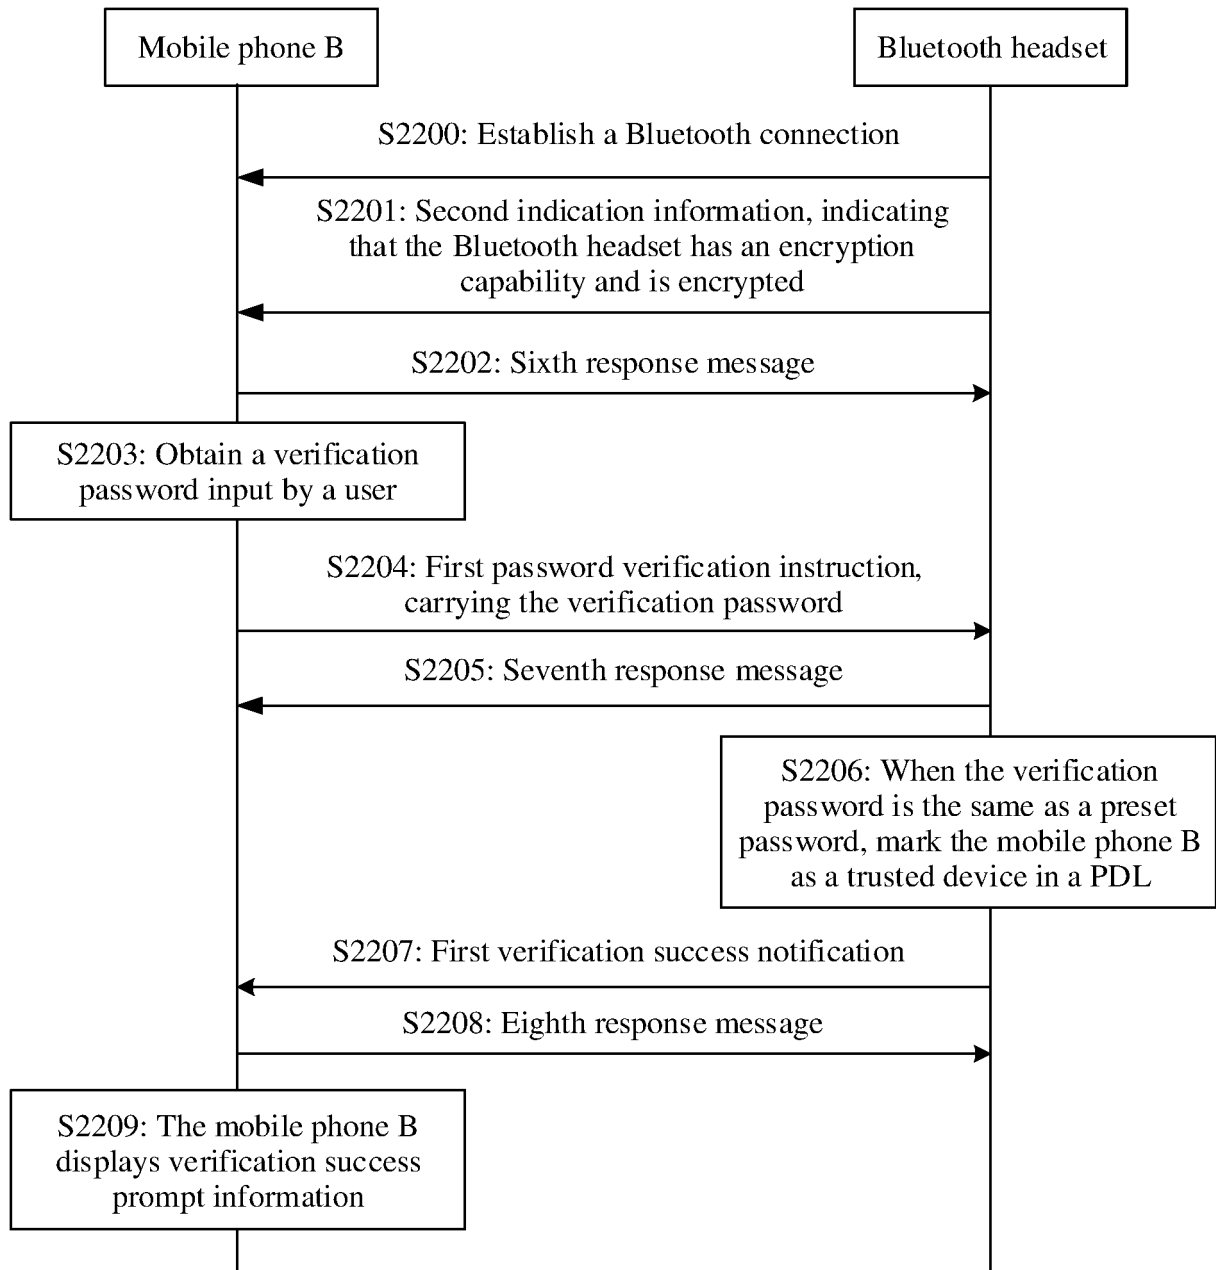 Mobile phone B
Bluetooth headset
S2200: Establish a Bluetooth connection
S2201: Second indication information, indicating
that the Bluetooth headset has an encryption
capability and is encrypted
S2202: Sixth response message
S2203: Obtain a verification
password input by a user
S2204: First password verification instruction,
carrying the verification password
S2205: Seventh response message
S2206: When the verification
password is the same as a preset
password, mark the mobile phone B
as a trusted device in a PDL
S2207: First verification success notification
S2208: Eighth response message
S2209: The mobile phone B
displays verification success
prompt information